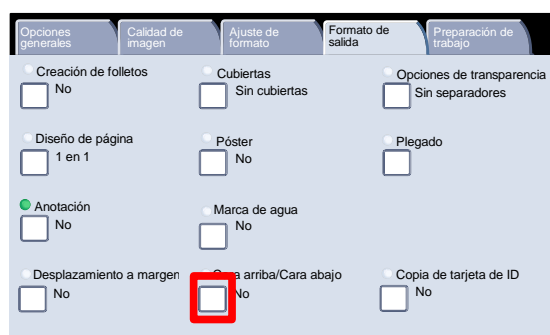 Opciones generales
Calidad de imagen
Ajuste de formato
Formato de salida
Preparación de trabajo
Creación de folletos
No
Cubiertas
Sin cubiertas
Opciones de transparencia
Sin separadores
Diseño de página
1 en 1
Póster
No
Plegado
Anotación
No
Marca de agua
No
Desplazamiento a margen
No
Cara arriba/Cara abajo
No
Copia de tarjeta de ID
No